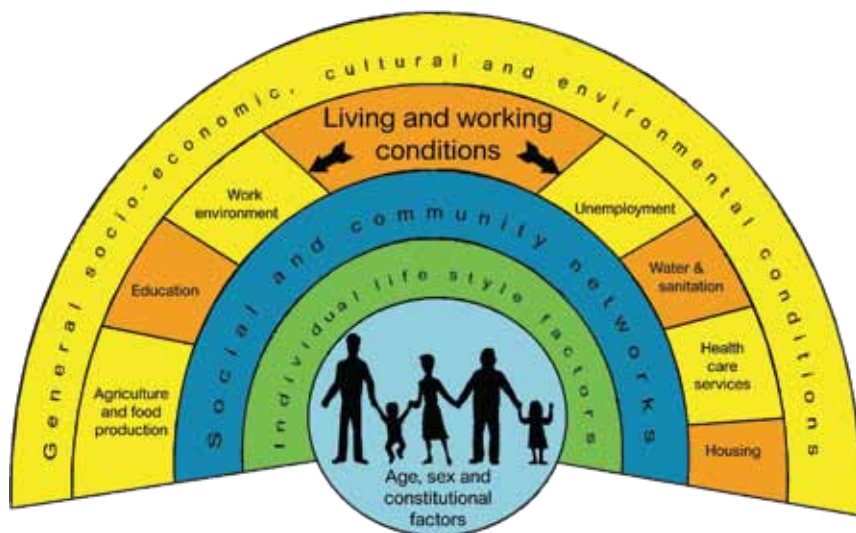 General socio-economic, cultural and environmental conditions
Living and working
conditions
Work
environment
Unemployment
Education
Water &
sanitation
Agriculture
and food
production
Health
care
services
Housing
Social and community networks
Individual life style factors
Age, sex and
constitutional
factors